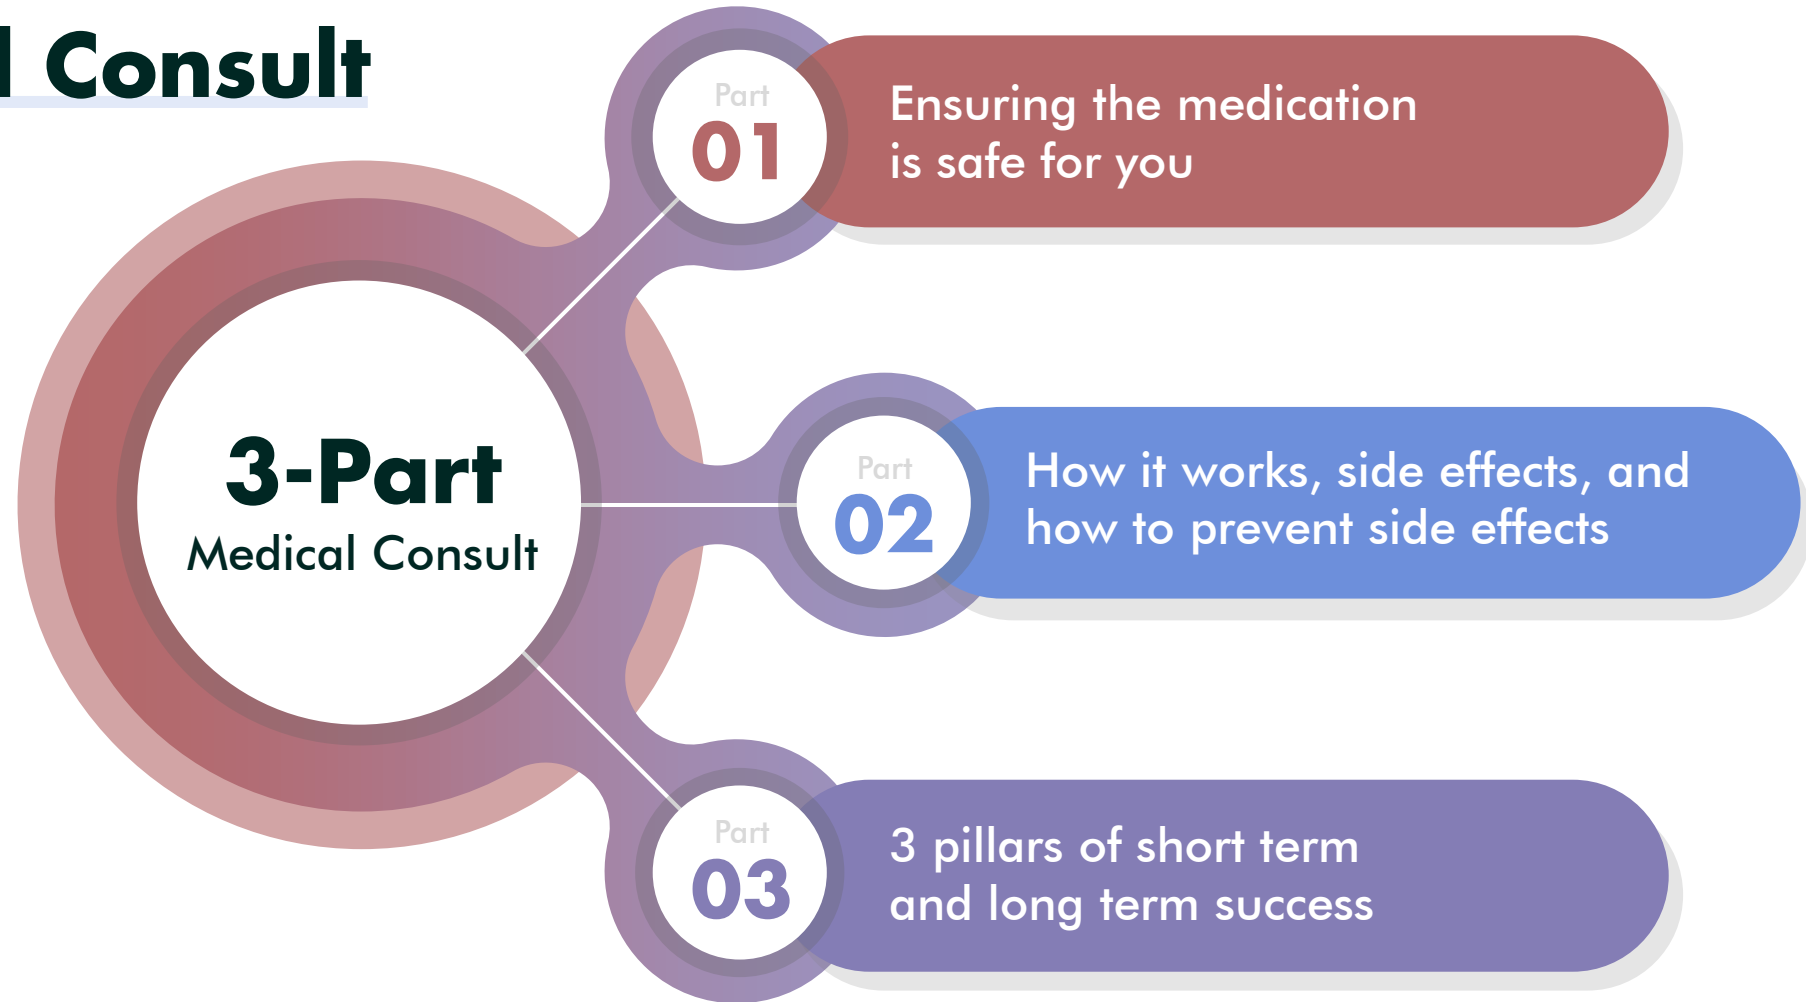 Consult
Part
01
Ensuring the medication
is safe for you
3-Part
Medical Consult
Part
02
How it works, side effects, and
how to prevent side effects
Part
03
3 pillars of short term
and long term success